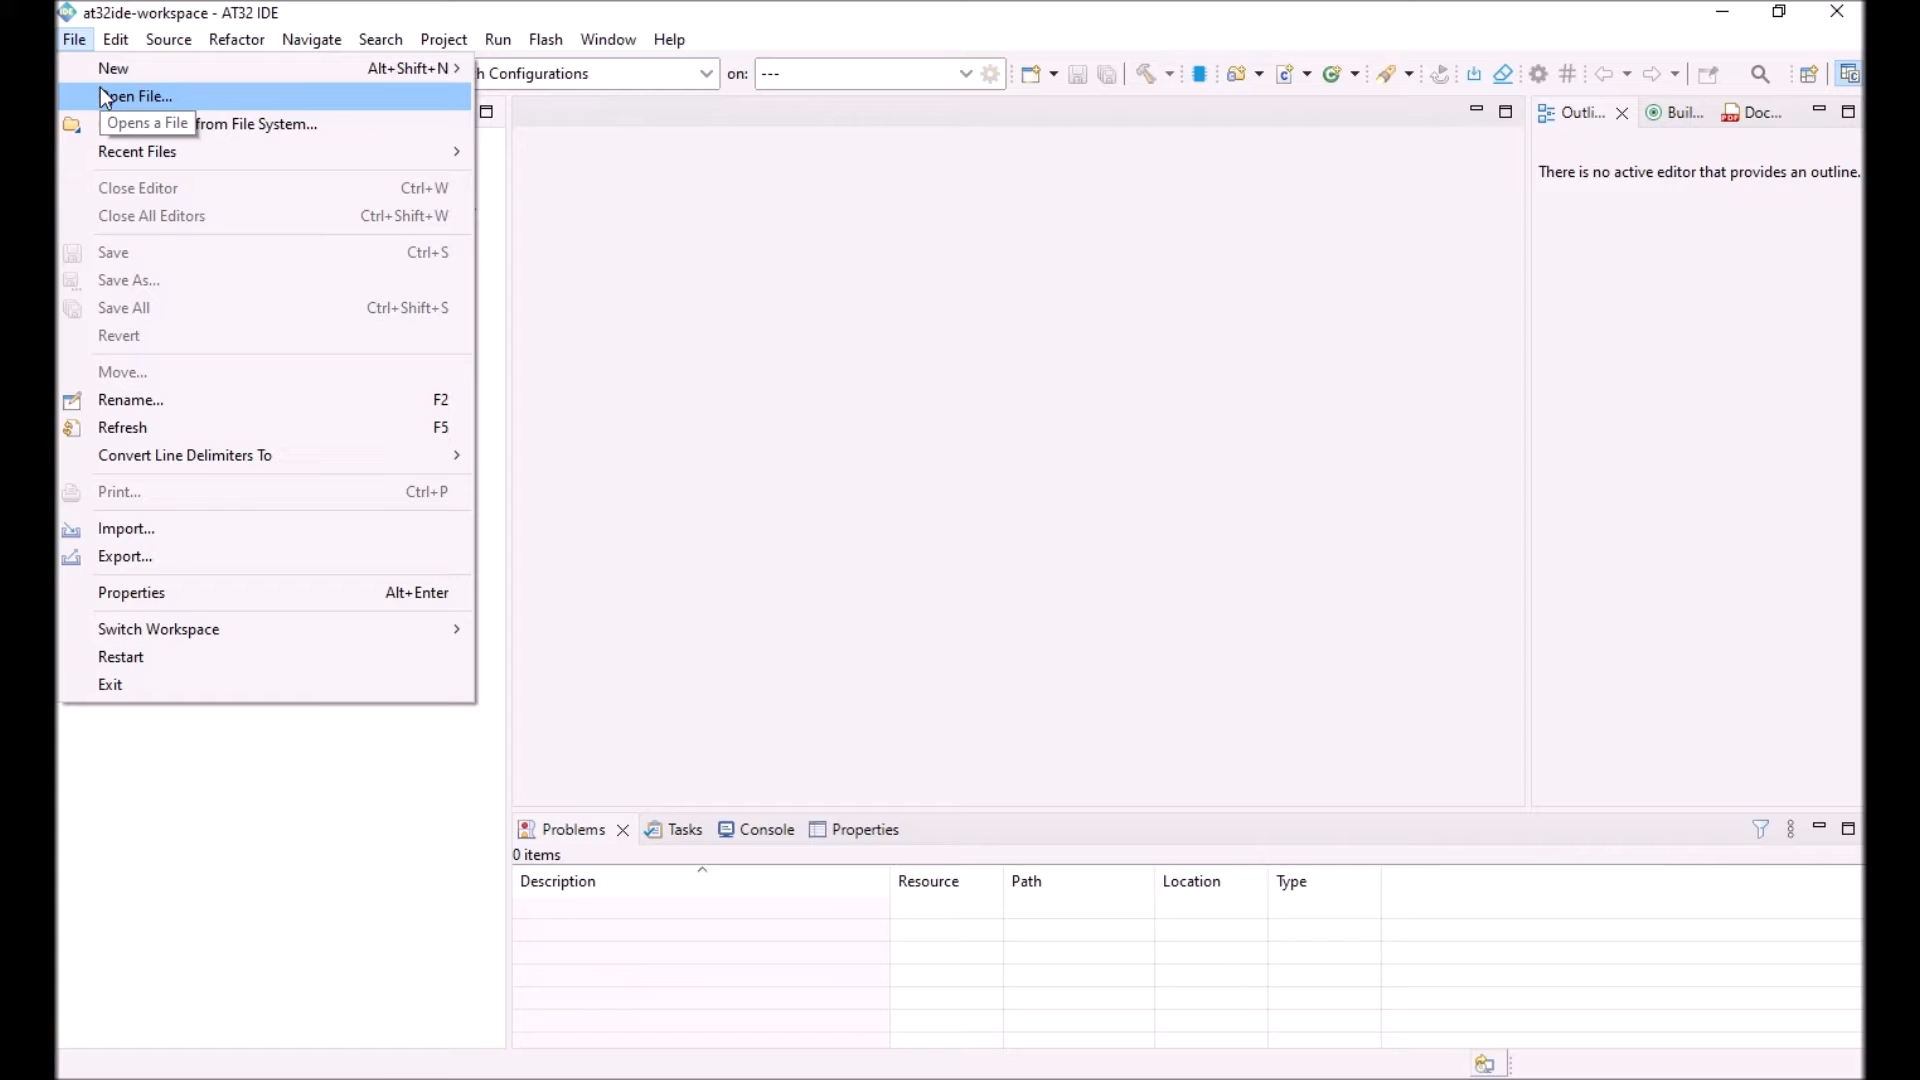 at32ide-workspace - AT32 IDE
File Edit Source Refactor Navigate Search Project Run Flash Window Help
New Alt+Shift+N
Open File...
Opens a File
from File System...
Recent Files
Close Editor Ctrl+W
Close All Editors Ctrl+Shift+W
Save Ctrl+S
Save As...
Save All Ctrl+Shift+S
Revert
Move...
Rename... F2
Refresh F5
Convert Line Delimiters To
Print... Ctrl+P
Import...
Export...
Properties Alt+Enter
Switch Workspace
Restart
Exit
h Configurations
on: ---
Outli... Buil... Doc...
There is no active editor that provides an outline.
Problems Tasks Console Properties
0 items
Description Resource Path Location Type